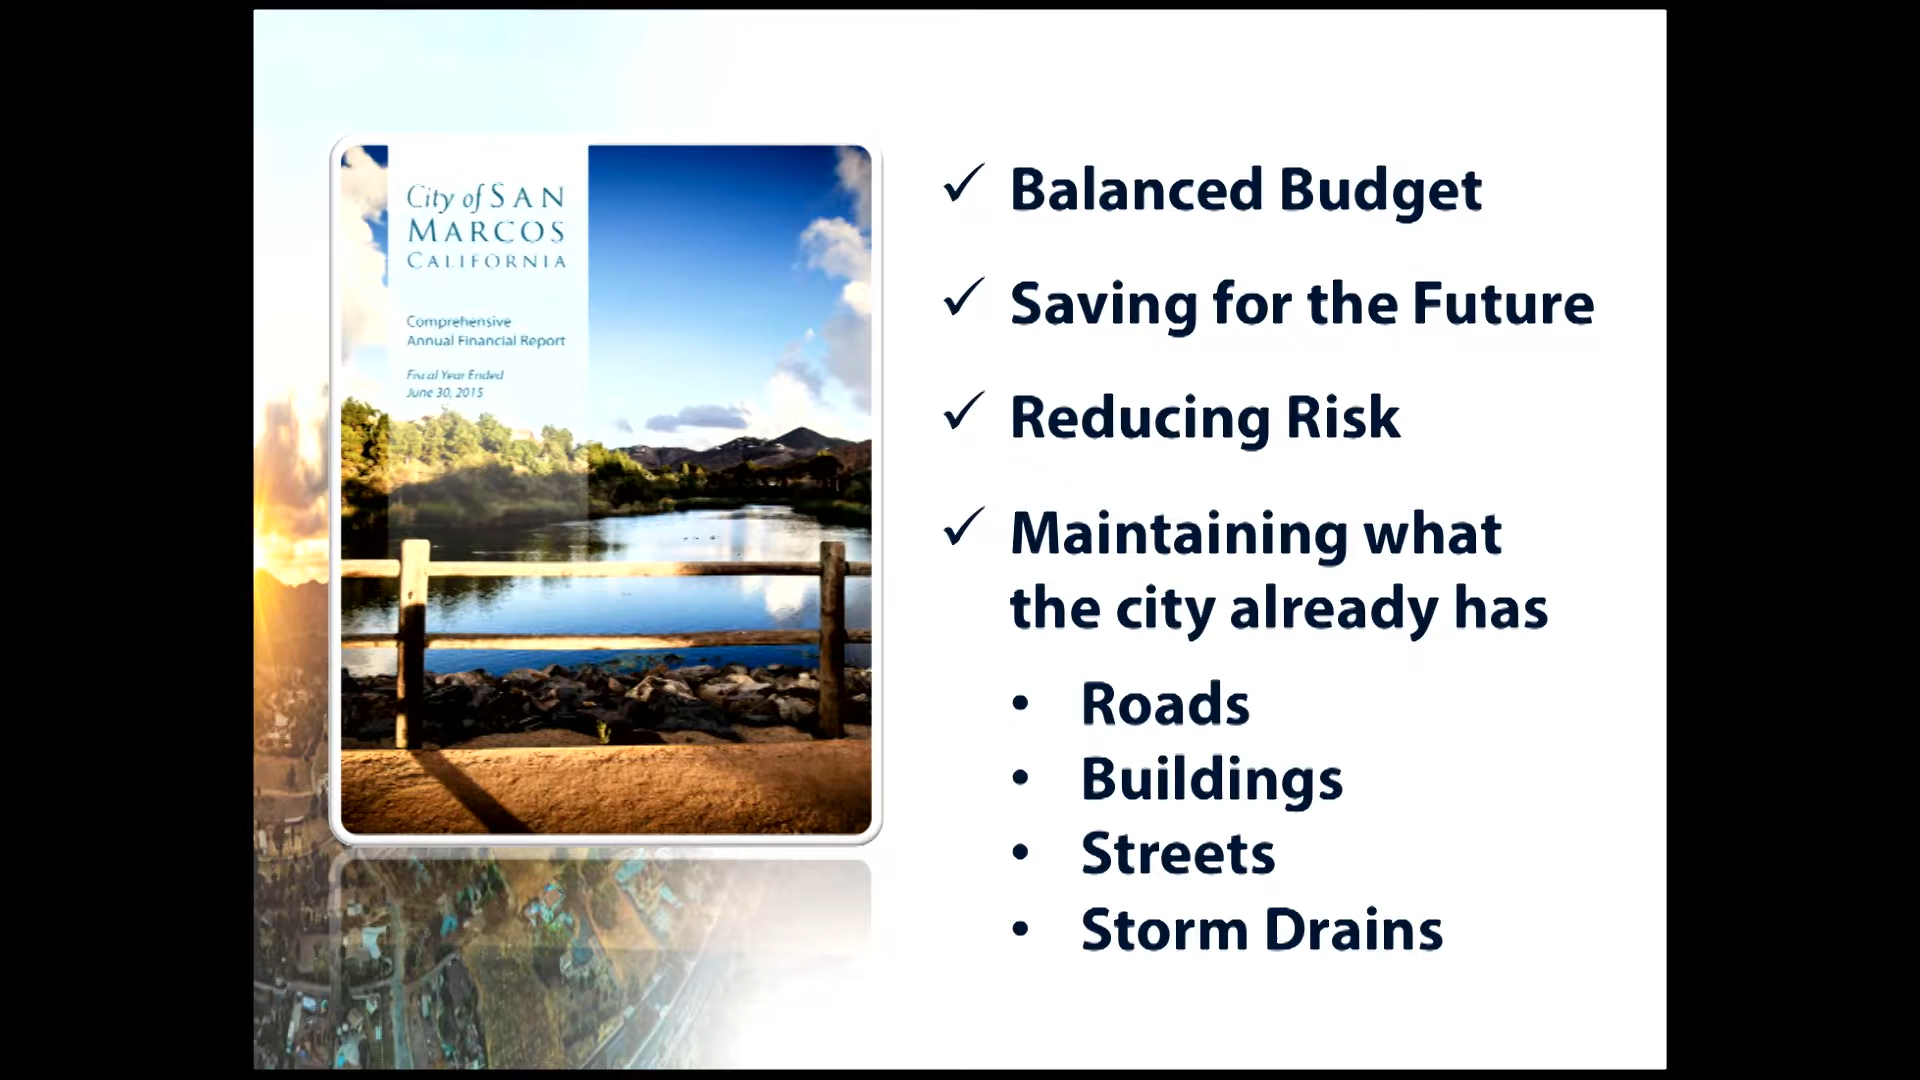 City of SAN
MARCOS
CALIFORNIA
Comprehensive
Annual Financial Report
Fiscal Year Ended
June 30, 2015
✓ Balanced Budget
✓ Saving for the Future
✓ Reducing Risk
✓ Maintaining what
the city already has
• Roads
• Buildings
• Streets
• Storm Drains